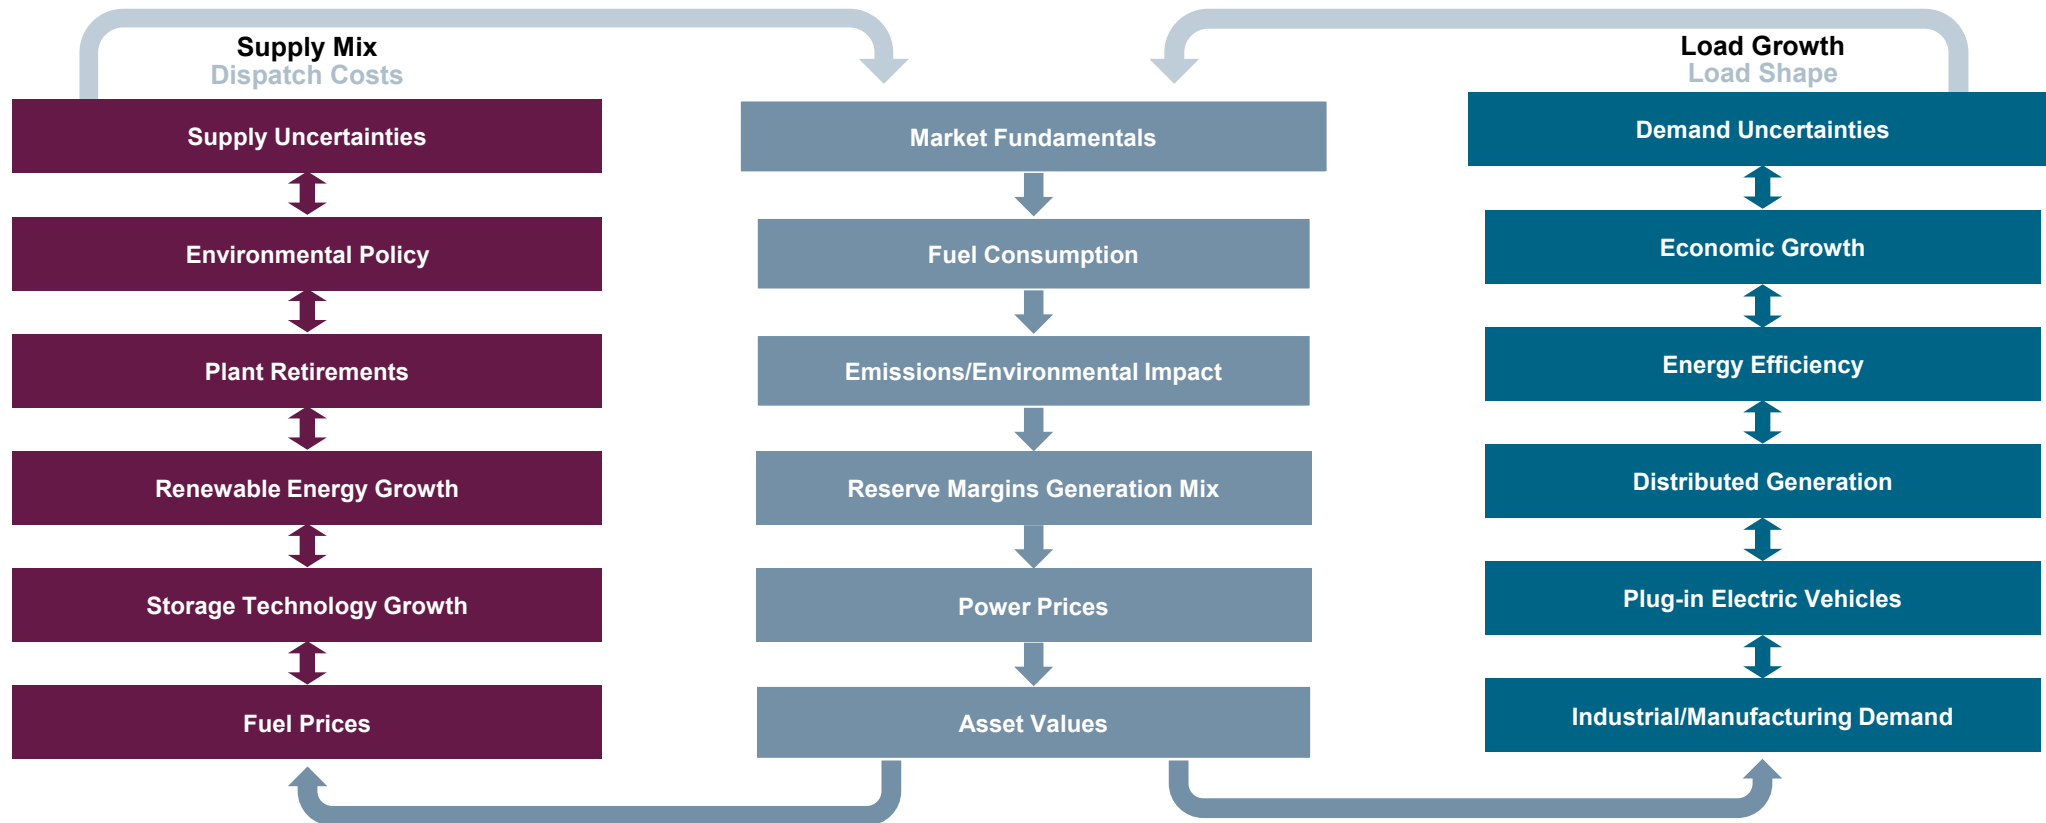 Supply Mix
Dispatch Costs
Supply Uncertainties
Environmental Policy
Plant Retirements
Renewable Energy Growth
Storage Technology Growth
Fuel Prices
Market Fundamentals
Fuel Consumption
Emissions/Environmental Impact
Reserve Margins Generation Mix
Power Prices
Asset Values
Load Growth
Load Shape
Demand Uncertainties
Economic Growth
Energy Efficiency
Distributed Generation
Plug-in Electric Vehicles
Industrial/Manufacturing Demand